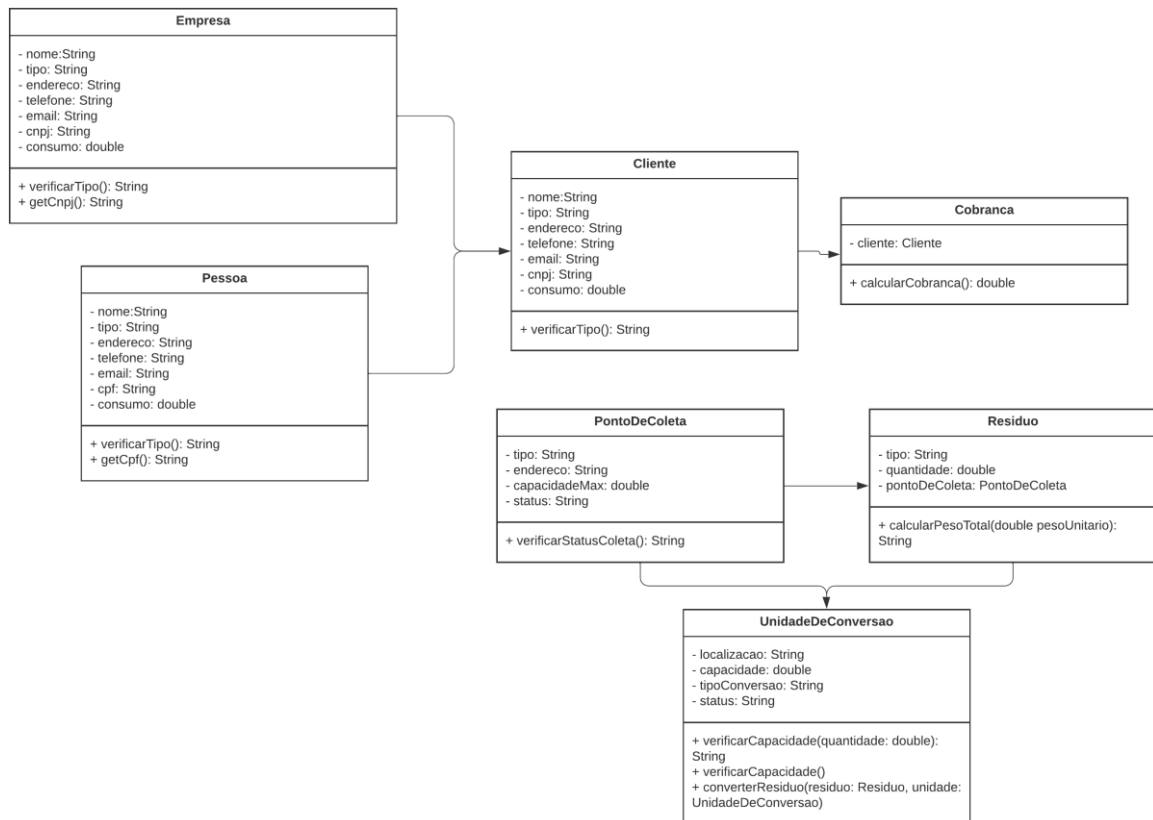 Empresa
- nome:String
- tipo: String
- endereco: String
- telefone: String
- email: String
- cnpj: String
- consumo: double
+ verificarTipo(): String
+ getCnpj(): String
Pessoa
- nome:String
- tipo: String
- endereco: String
- telefone: String
- email: String
- cpf: String
- consumo: double
+ verificarTipo(): String
+ getCpf(): String
Cliente
- nome:String
- tipo: String
- endereco: String
- telefone: String
- email: String
- cnpj: String
- consumo: double
+ verificarTipo(): String
Cobranca
- cliente: Cliente
+ calcularCobranca(): double
PontoDeColeta
- tipo: String
- endereco: String
- capacidadeMax: double
- status: String
+ verificarStatusColeta(): String
Residuo
- tipo: String
- quantidade: double
- pontoDeColeta: PontoDeColeta
+ calcularPesoTotal(double pesoUnitario):
String
UnidadeDeConversao
- localizacao: String
- capacidade: double
- tipoConversao: String
- status: String
+ verificarCapacidade(quantidade: double):
String
+ verificarCapacidade()
+ converterResiduo(residuo: Residuo, unidade:
UnidadeDeConversao)